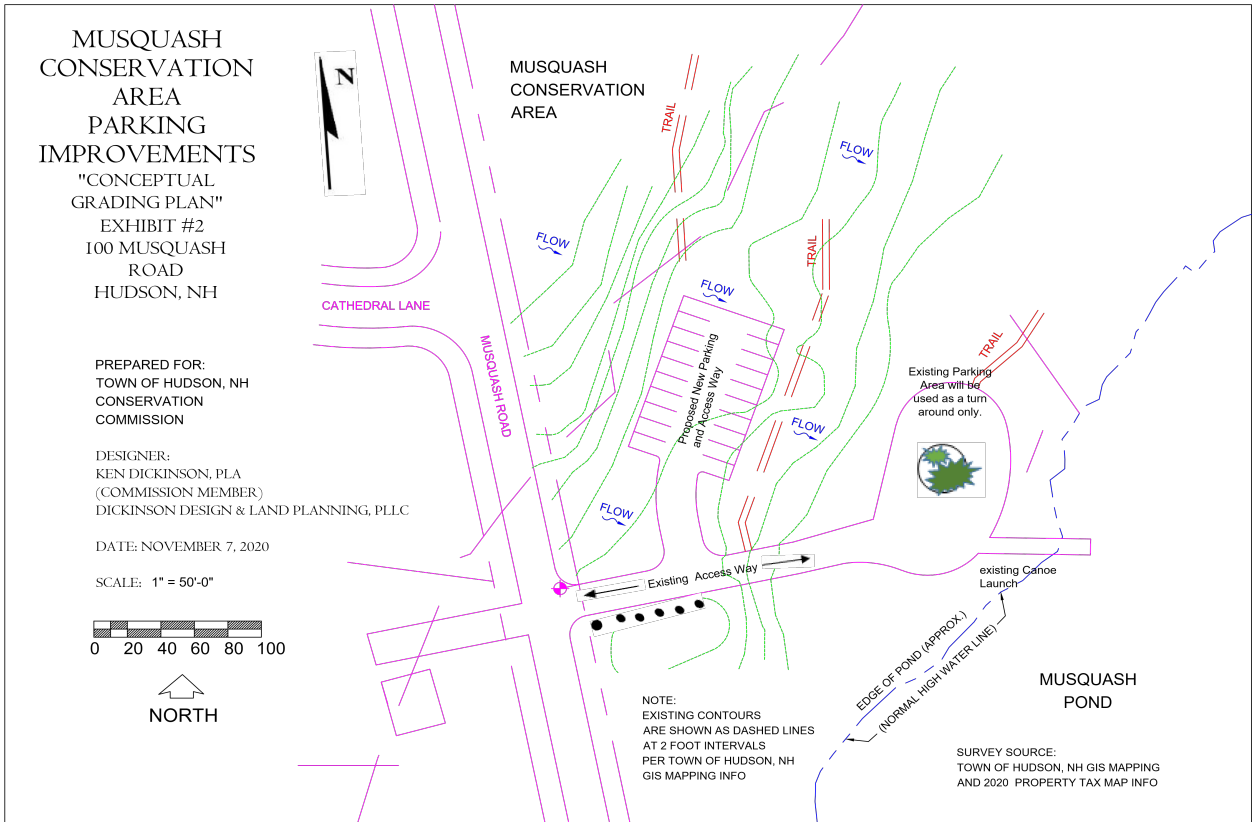 MUSQUASH
CONSERVATION
AREA
PARKING
IMPROVEMENTS
"CONCEPTUAL
GRADING PLAN"
EXHIBIT #2
100 MUSQUASH
ROAD
HUDSON, NH
PREPARED FOR:
TOWN OF HUDSON, NH
CONSERVATION
COMMISSION
DESIGNER:
KEN DICKINSON, PLA
(COMMISSION MEMBER)
DICKINSON DESIGN & LAND PLANNING, PLLC
DATE: NOVEMBER 7, 2020
SCALE: 1" = 50'-0"
0 20 40 60 80 100
NORTH
N
MUSQUASH
CONSERVATION
AREA
CATHEDRAL LANE
MUSQUASH ROAD
TRAIL
FLOW
FLOW
FLOW
TRAIL
Proposed New Parking
and Access Way
FLOW
FLOW
TRAIL
Existing Parking
Area will be
used as a turn
around only.
Existing Access Way
existing Canoe
Launch
EDGE OF POND (APPROX.)
(NORMAL HIGH WATER LINE)
MUSQUASH
POND
NOTE:
EXISTING CONTOURS
ARE SHOWN AS DASHED LINES
AT 2 FOOT INTERVALS
PER TOWN OF HUDSON, NH
GIS MAPPING INFO
SURVEY SOURCE:
TOWN OF HUDSON, NH GIS MAPPING
AND 2020 PROPERTY TAX MAP INFO